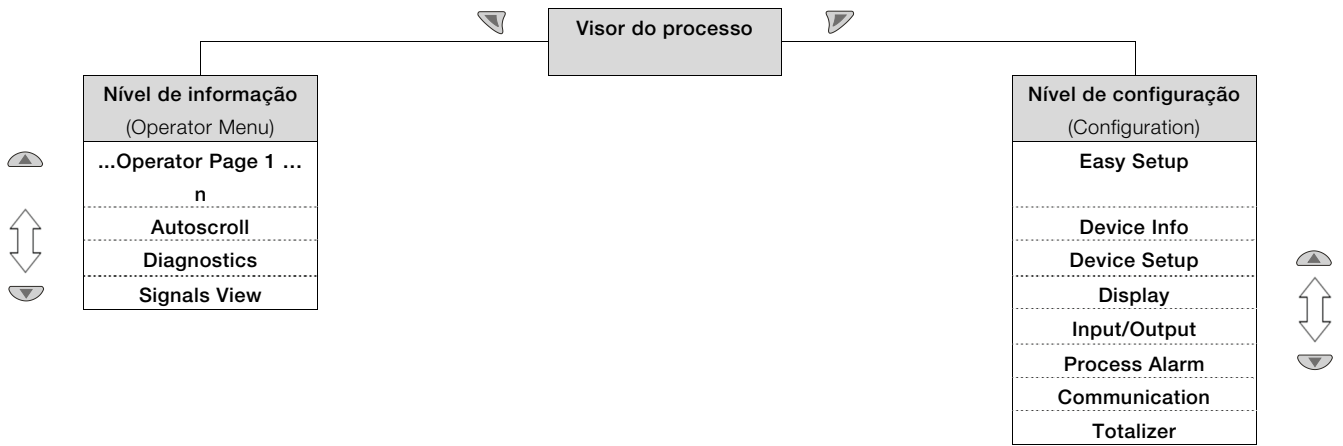 Visor do processo
Nível de informação
(Operator Menu)
...Operator Page 1 ...
n
Autoscroll
Diagnostics
Signals View
Nível de configuração
(Configuration)
Easy Setup
Device Info
Device Setup
Display
Input/Output
Process Alarm
Communication
Totalizer